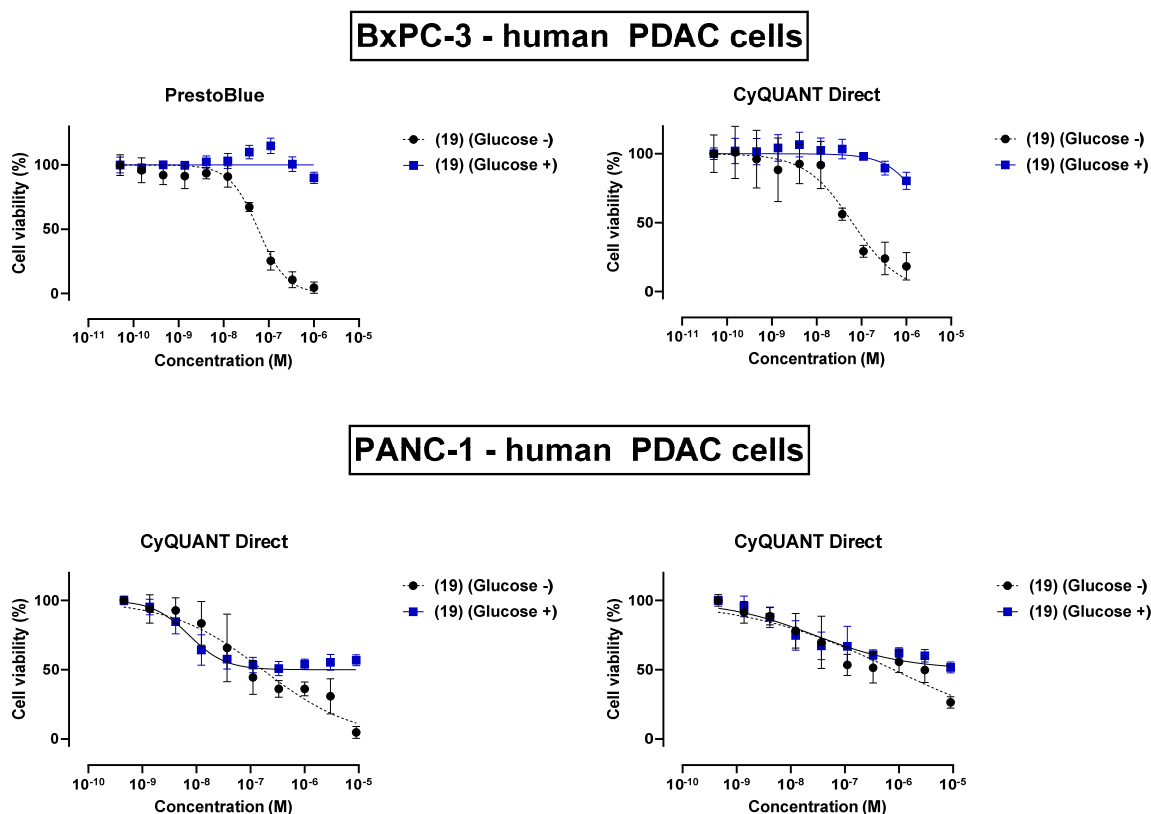 BxPC-3 - human PDAC cells
PrestoBlue
(19) (Glucose -)
(19) (Glucose +)
Cell viability (%)
100
50
0
10-11 10-10 10-9 10-8 10-7 10-6 10-5
Concentration (M)
CyQUANT Direct
(19) (Glucose -)
(19) (Glucose +)
Cell viability (%)
100
50
0
10-11 10-10 10-9 10-8 10-7 10-6 10-5
Concentration (M)
PANC-1 - human PDAC cells
CyQUANT Direct
(19) (Glucose -)
(19) (Glucose +)
Cell viability (%)
100
50
0
10-10 10-9 10-8 10-7 10-6 10-5
Concentration (M)
CyQUANT Direct
(19) (Glucose -)
(19) (Glucose +)
Cell viability (%)
100
50
0
10-10 10-9 10-8 10-7 10-6 10-5
Concentration (M)